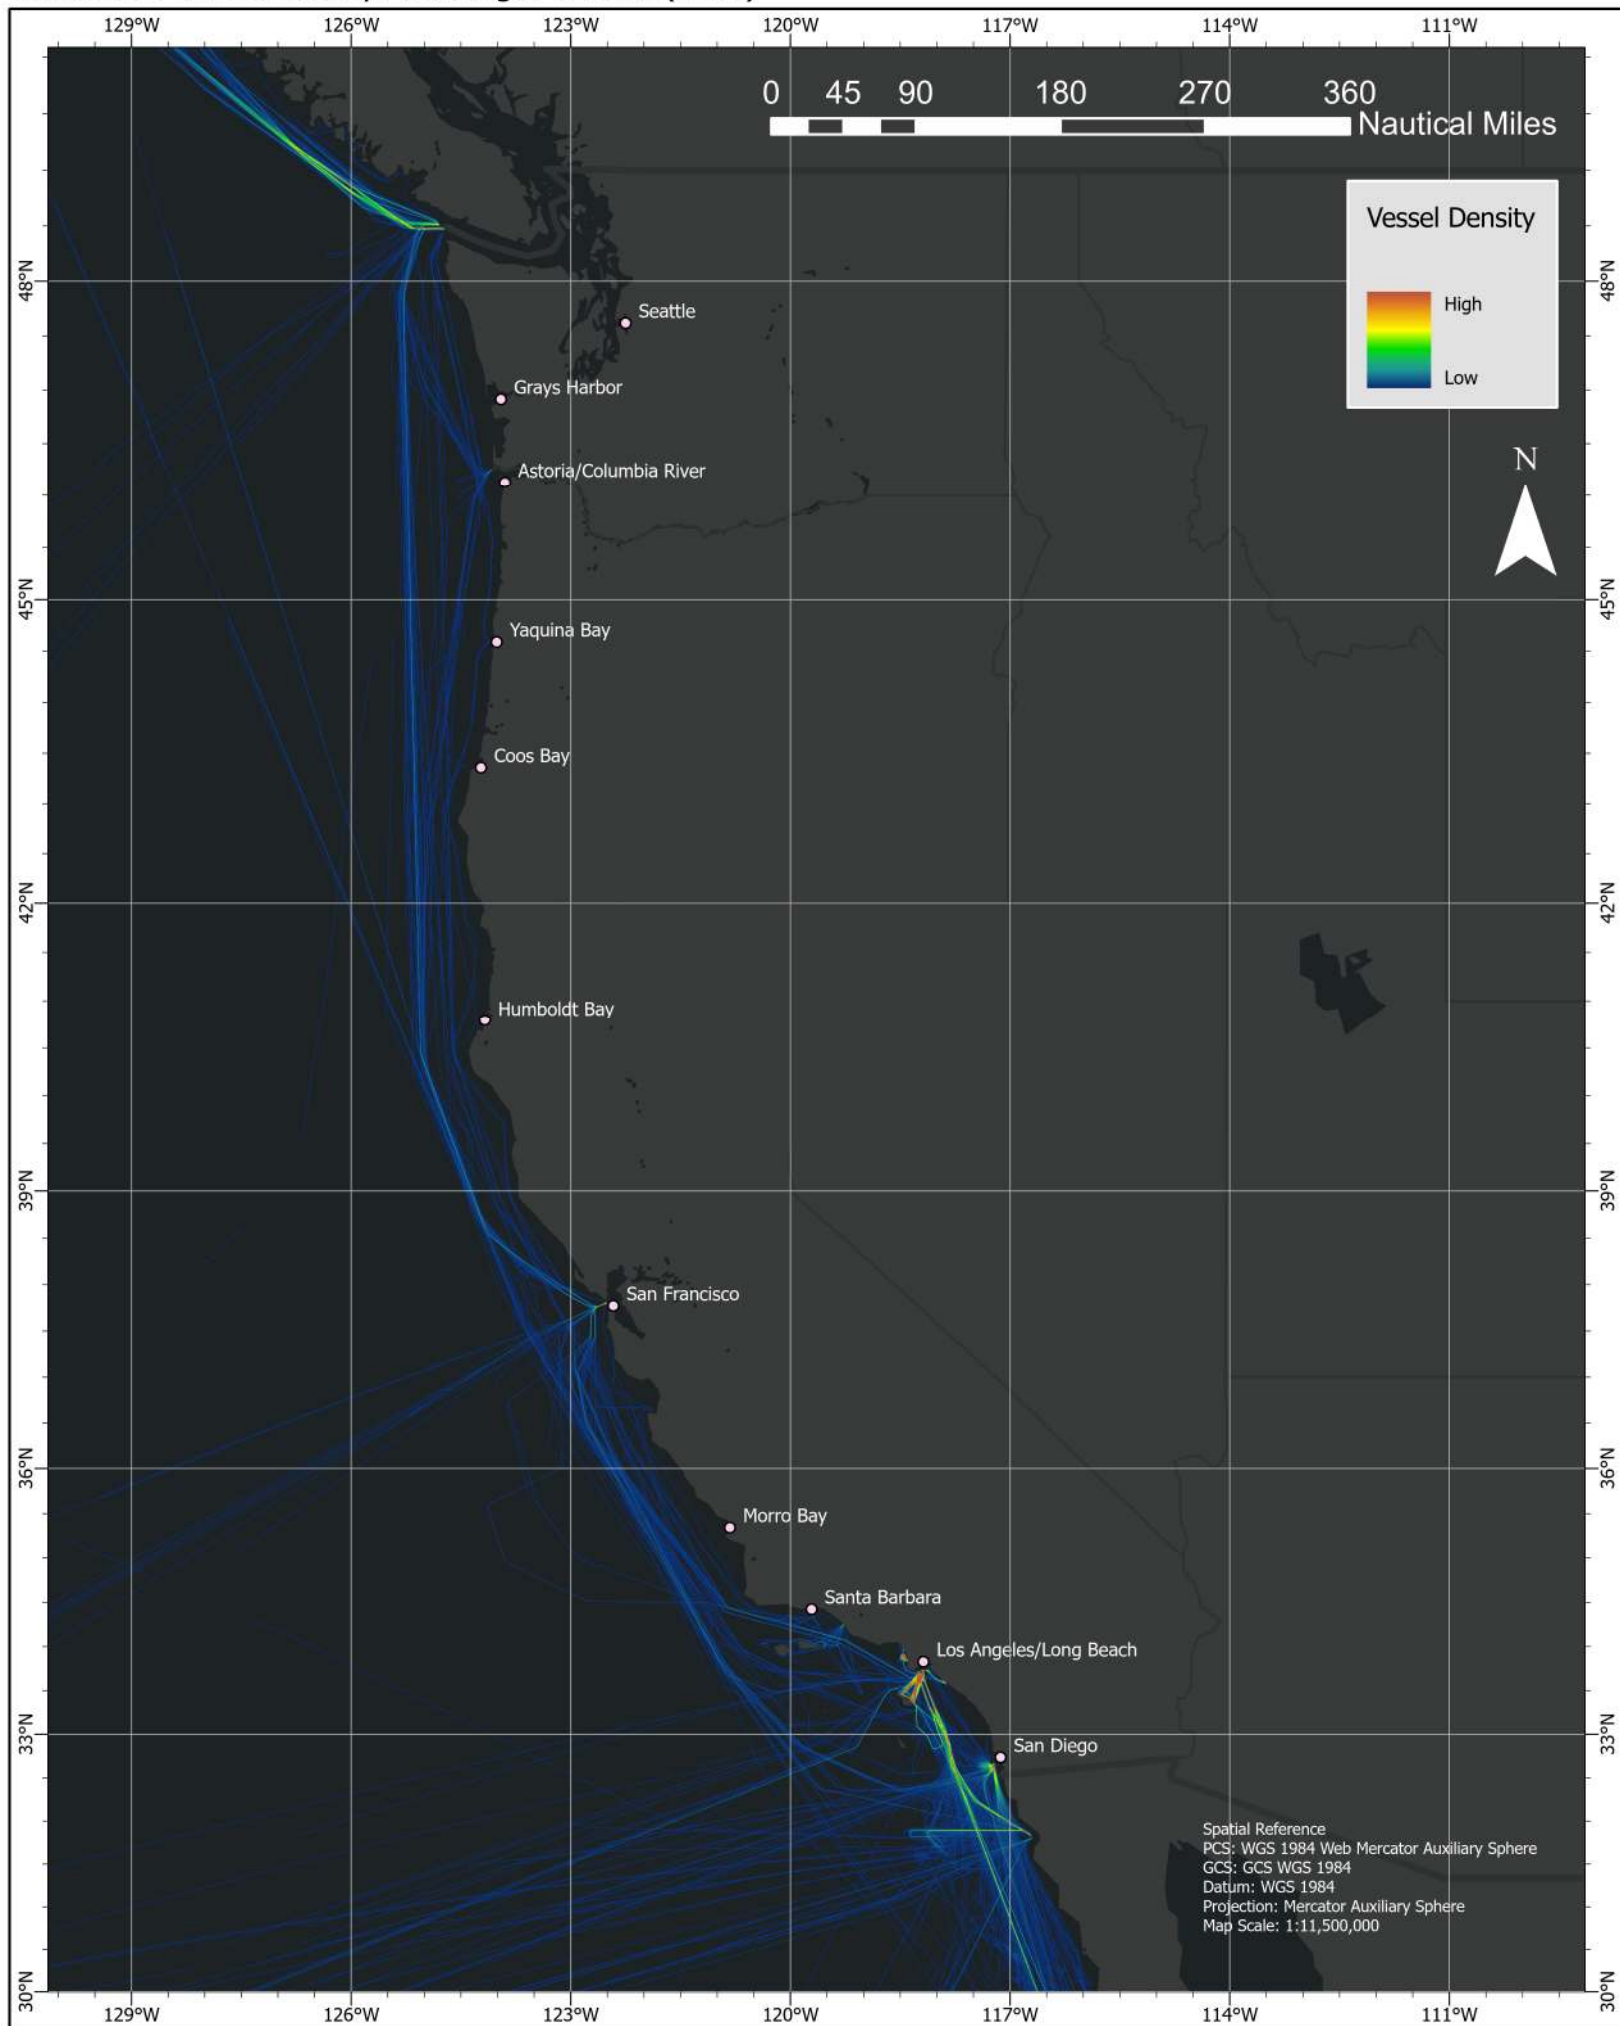 129°W 126°W 123°W 120°W 117°W 114°W 111°W
0 45 90 180 270 360
Nautical Miles
Vessel Density
High
Low
N
48°N 48°N
Seattle
Grays Harbor
Astoria/Columbia River
45°N 45°N
Yaquina Bay
Coos Bay
42°N 42°N
Humboldt Bay
39°N 39°N
San Francisco
36°N 36°N
Morro Bay
Santa Barbara
Los Angeles/Long Beach
33°N 33°N
San Diego
Spatial Reference
PCS: WGS 1984 Web Mercator Auxiliary Sphere
GCS: GCS WGS 1984
Datum: WGS 1984
Projection: Mercator Auxiliary Sphere
Map Scale: 1:11,500,000
30°N 30°N
129°W 126°W 123°W 120°W 117°W 114°W 111°W